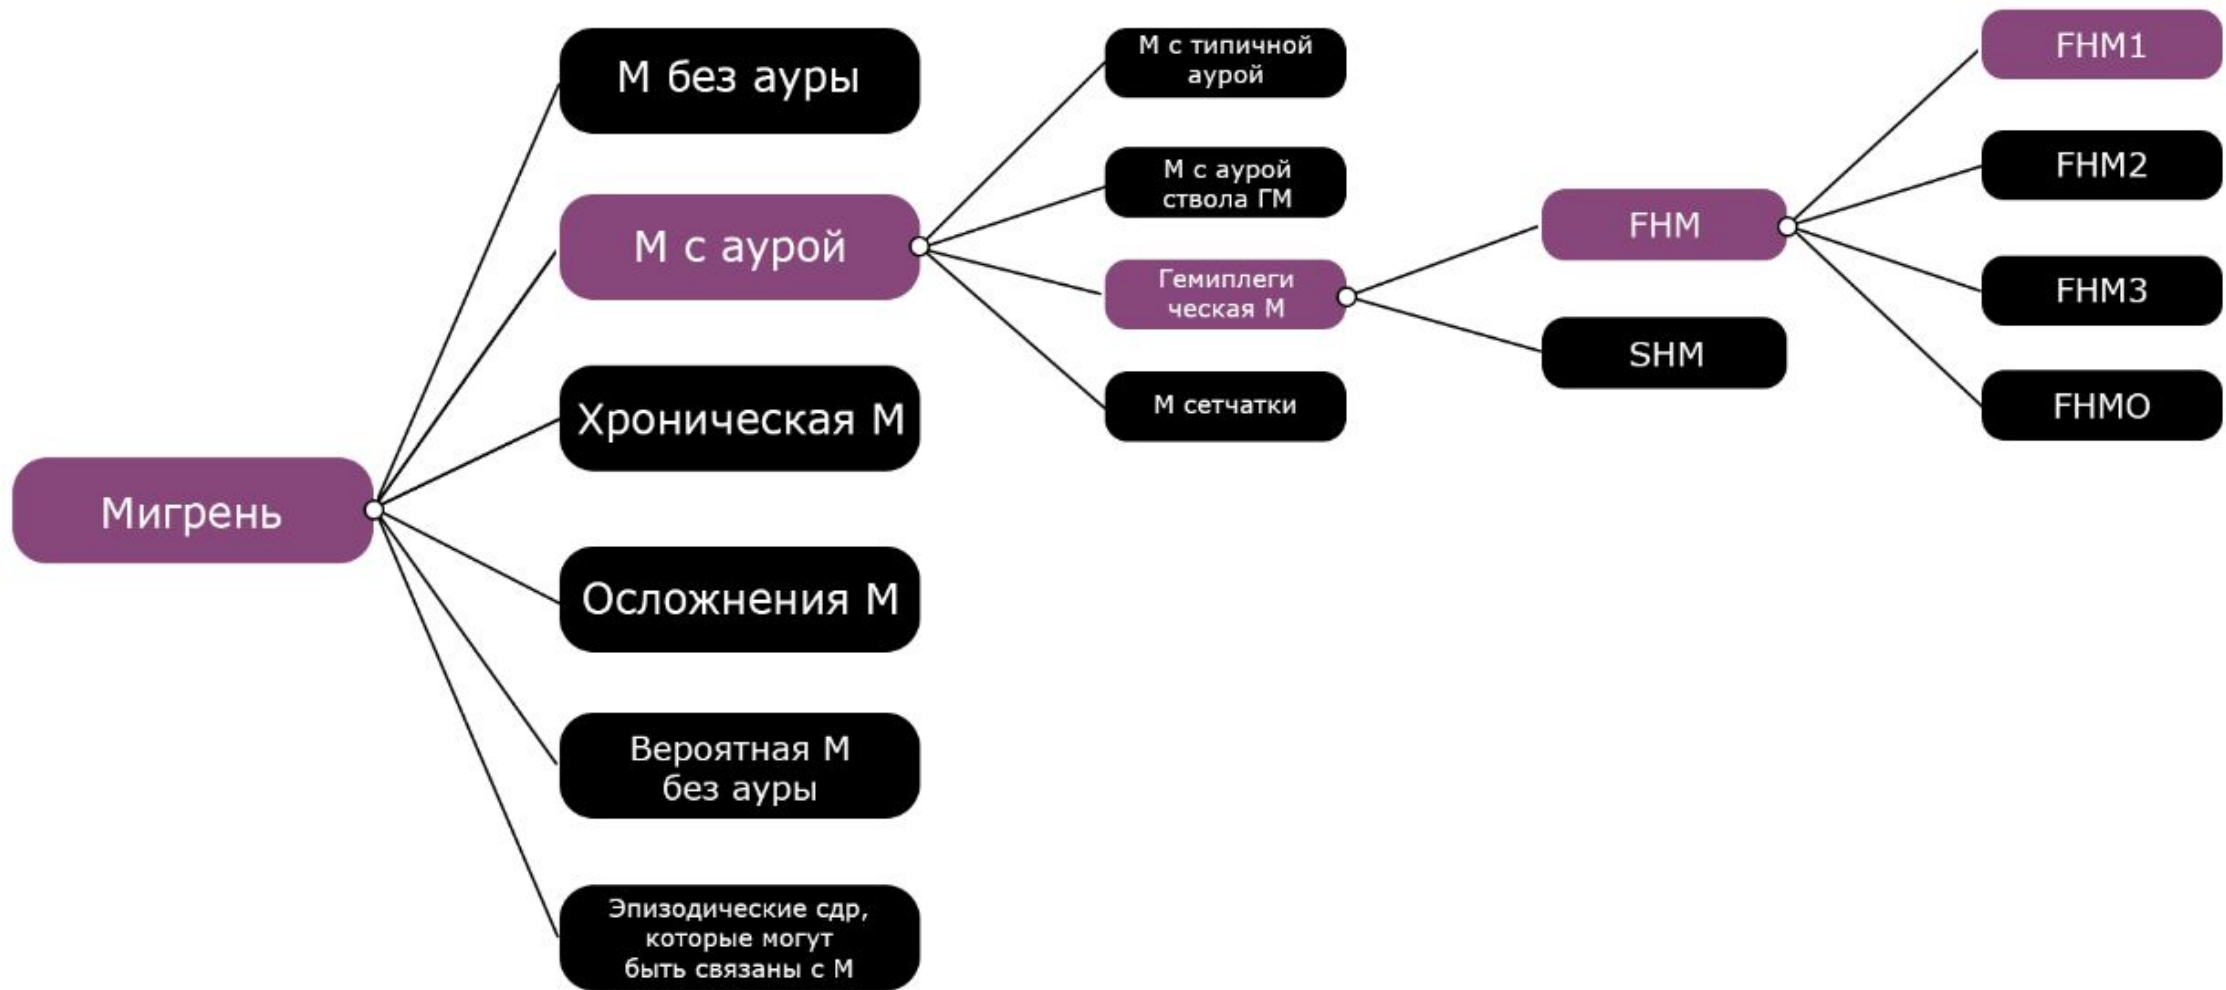 Мигрень
М без ауры
М с аурой
Хроническая М
Осложнения М
Вероятная М
без ауры
Эпизодические сдр,
которые могут
быть связаны с М
М с типичной
аурой
М с аурой
ствола ГМ
Гемиплеги
ческая М
М сетчатки
FHM
SHM
FHM1
FHM2
FHM3
FHMO